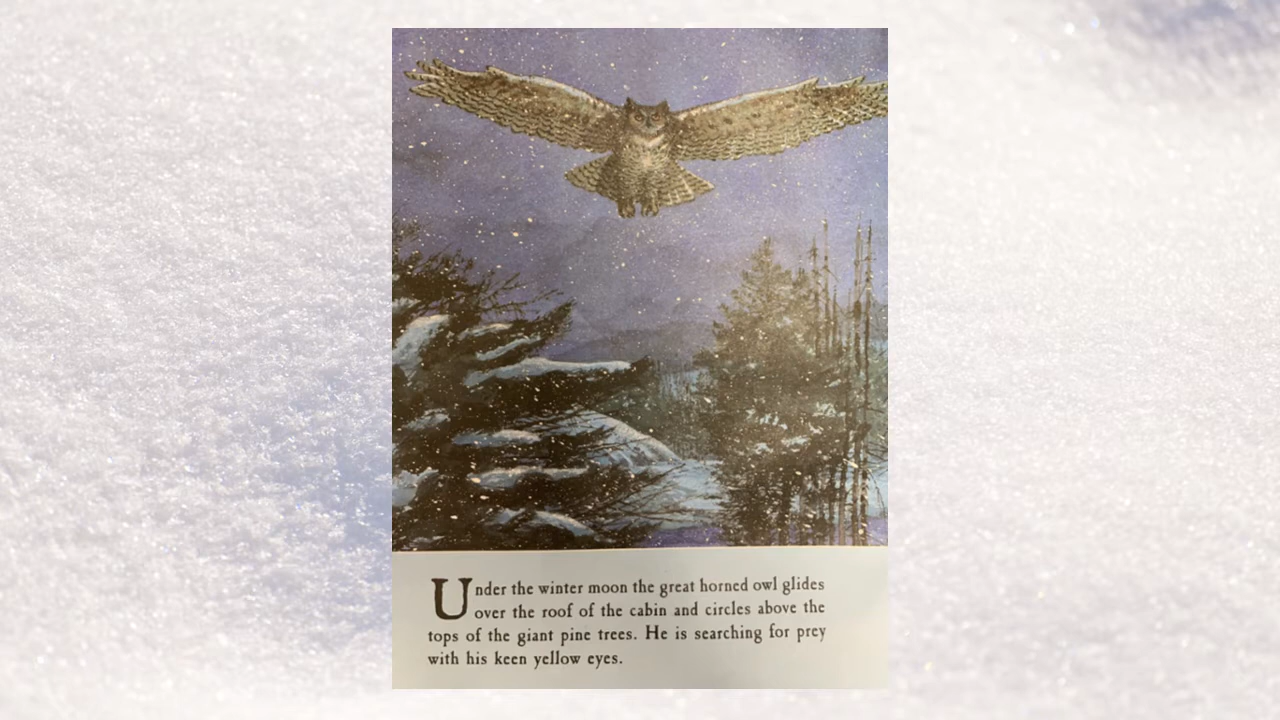 Under the winter moon the great horned owl glides
over the roof of the cabin and circles above the
tops of the giant pine trees. He is searching for prey
with his keen yellow eyes.